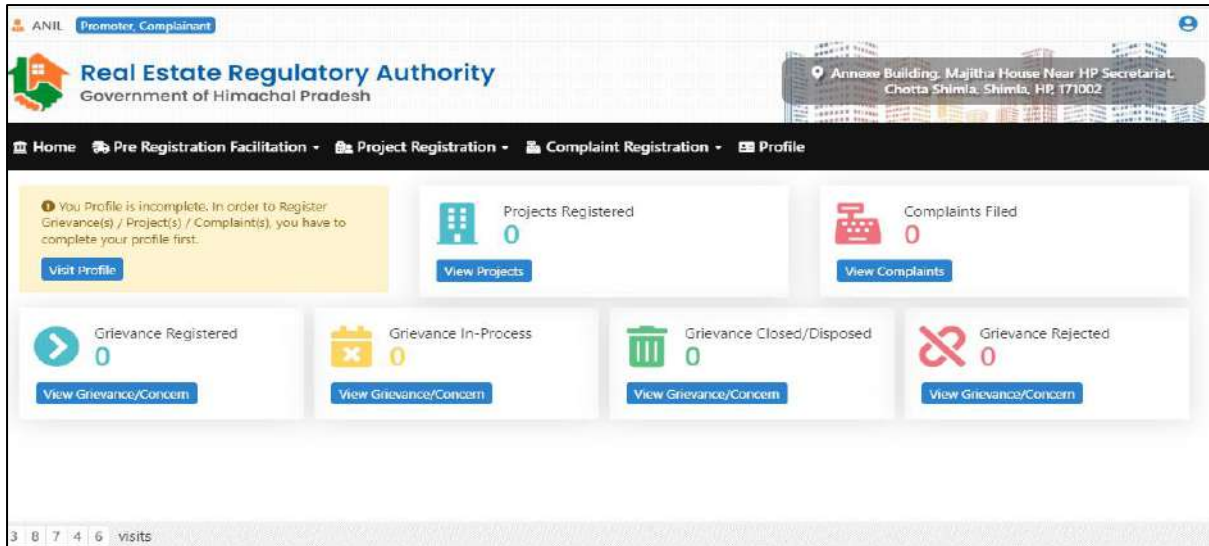 ANIL Promoter, Complainant
Real Estate Regulatory Authority
Government of Himachal Pradesh
Annexe Building, Majitha House Near HP Secretariat,
Chotta Shimla, Shimla, HP, 171002
Home Pre Registration Facilitation Project Registration Complaint Registration Profile
You Profile is incomplete. In order to Register
Grievance(s) / Project(s) / Complaint(s), you have to
complete your profile first.
Visit Profile
Projects Registered
0
View Projects
Complaints Filed
0
View Complaints
Grievance Registered
0
View Grievance/Concern
Grievance In-Process
0
View Grievance/Concern
Grievance Closed/Disposed
0
View Grievance/Concern
Grievance Rejected
0
View Grievance/Concern
3 8 7 4 6 visits